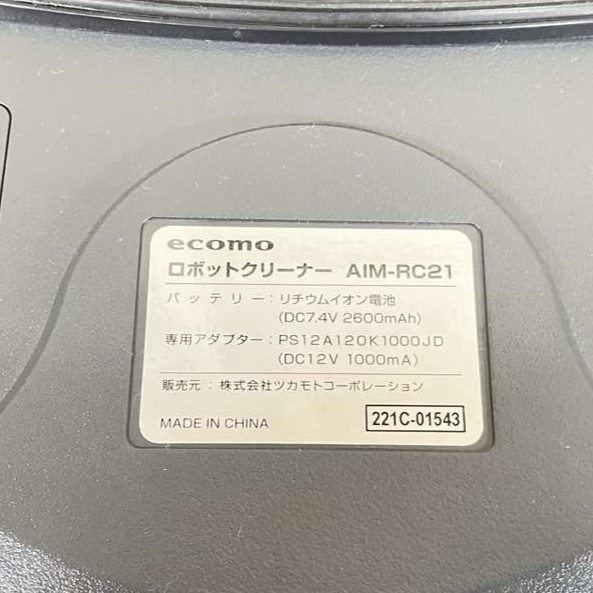 ecomo
ロボットクリーナー AIM-RC21
バッテリー：リチウムイオン電池
(DC7.4V 2600mAh)
専用アダプター：PS12A120K1000JD
(DC12V 1000mA)
販売元：株式会社ツカモトコーポレーション
MADE IN CHINA
221C-01543